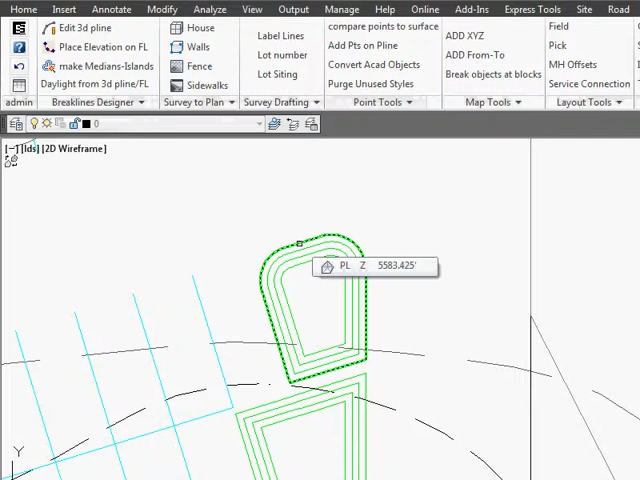 Home Insert Annotate Modify Analyze View Manage Help Online Add-Ins Express Tools Site Road
Edit 3d pline
Place Elevation on FL
make Medians-Islands
Daylight from 3d pline/FL
admin
Breaklines Designer
House
Walls
Fence
Sidewalks
Survey to Plan
Label Lines
Lot number
Lot Siting
Survey Drafting
compare points to surface
Add Pts on Pline
Convert Acad Objects
Purge Unused Styles
Point Tools
ADD XYZ
ADD From-To
Break objects at blocks
Map Tools
Field
Pick
MH Offsets
Service Connection
Layout Tools
0
[−] [lds] [2D Wireframe]
PL Z 5583.425'
Y